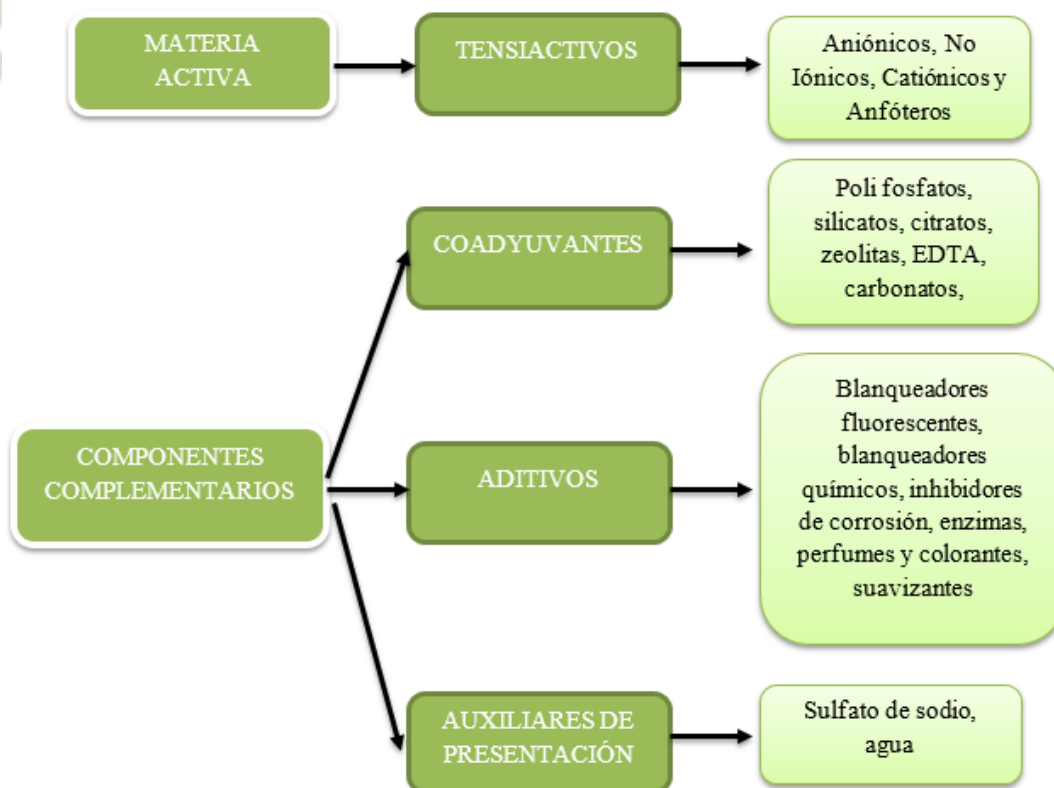 MATERIA
ACTIVA
TENSIACTIVOS
Aniónicos, No
Iónicos, Catiónicos y
Anfóteros
COADYUVANTES
Poli fosfatos,
silicatos, citratos,
zeolitas, EDTA,
carbonatos,
COMPONENTES
COMPLEMENTARIOS
ADITIVOS
Blanqueadores
fluorescentes,
blanqueadores
químicos, inhibidores
de corrosión, enzimas,
perfumes y colorantes,
suavizantes
AUXILIARES DE
PRESENTACIÓN
Sulfato de sodio,
agua